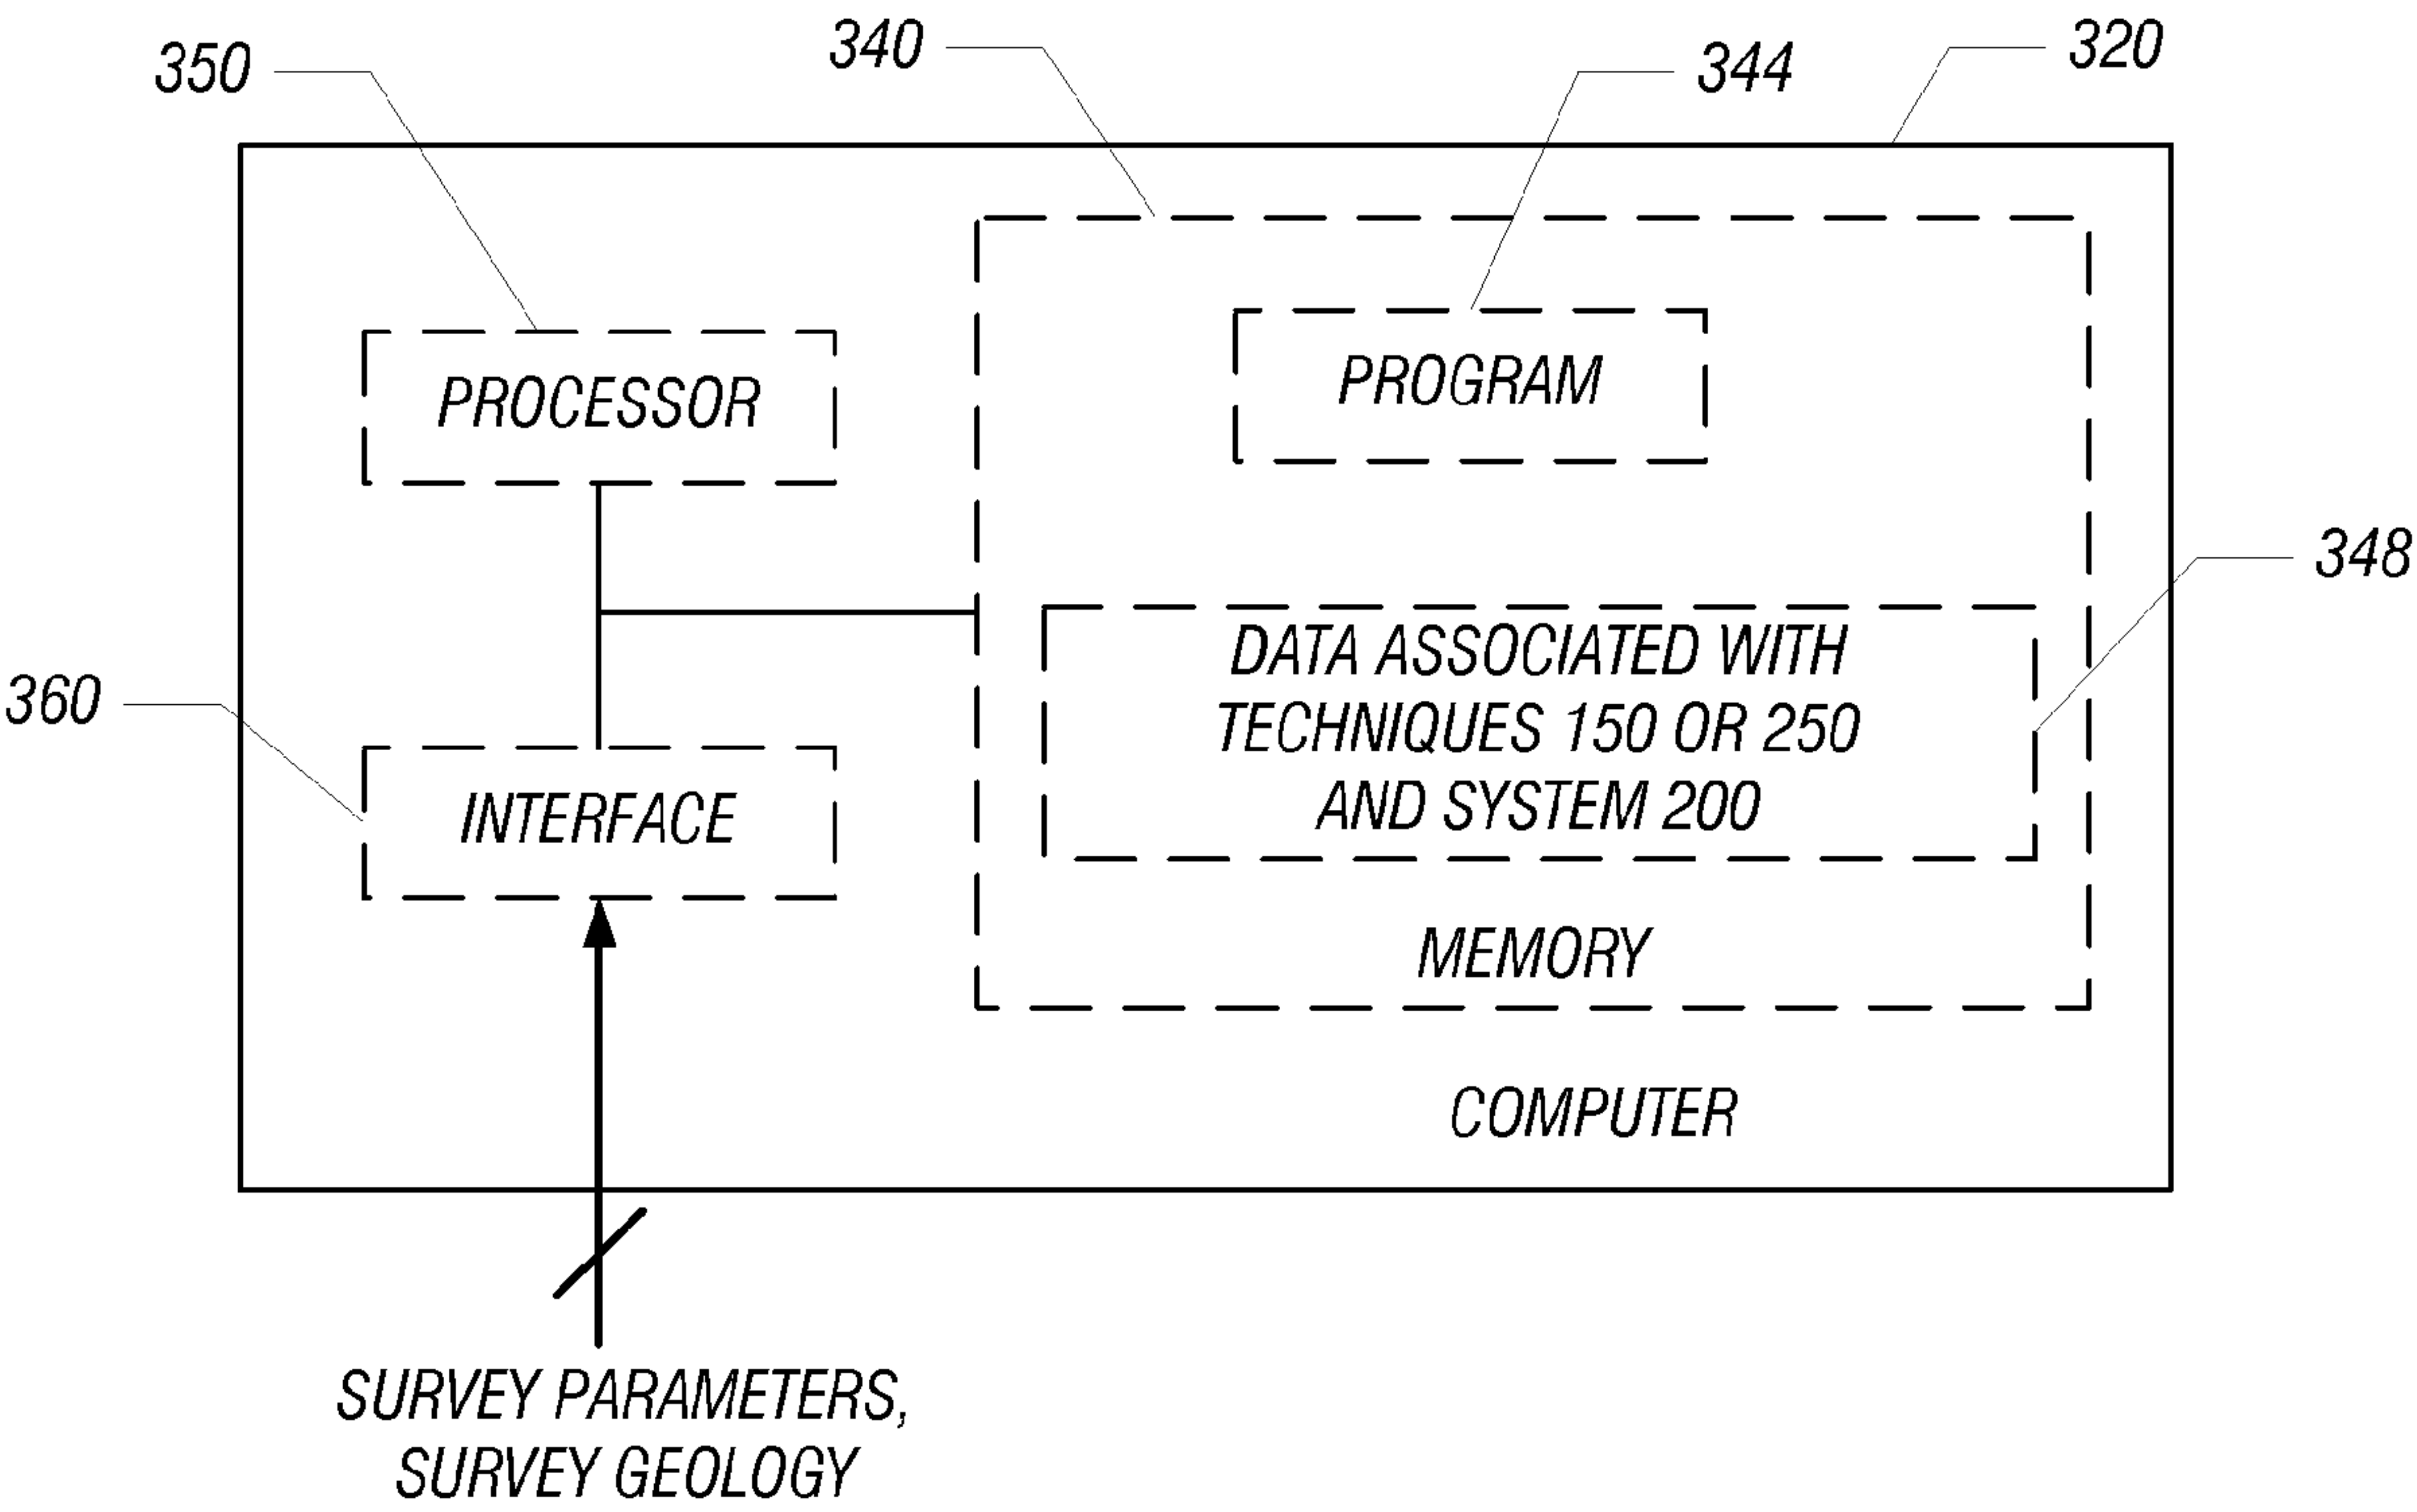 340
320
350
344
PROCESSOR
PROGRAM
348
DATA ASSOCIATED WITH
TECHNIQUES 150 OR 250
AND SYSTEM 200
360
INTERFACE
MEMORY
COMPUTER
SURVEY PARAMETERS,
SURVEY GEOLOGY